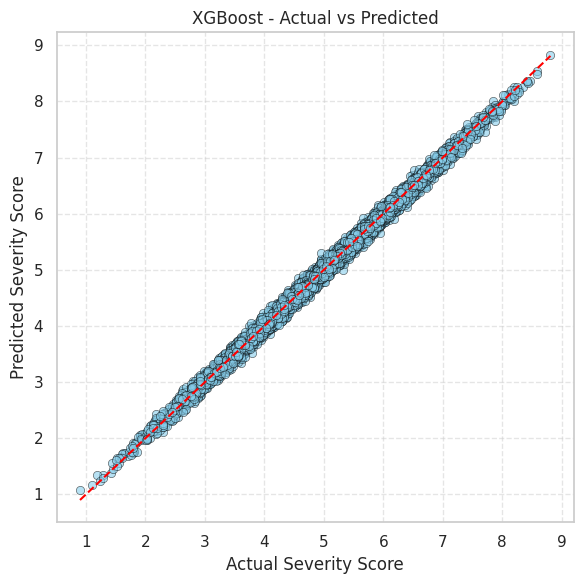 XGBoost - Actual vs Predicted
Predicted Severity Score
9
8
7
6
5
4
3
2
1
1 2 3 4 5 6 7 8 9
Actual Severity Score